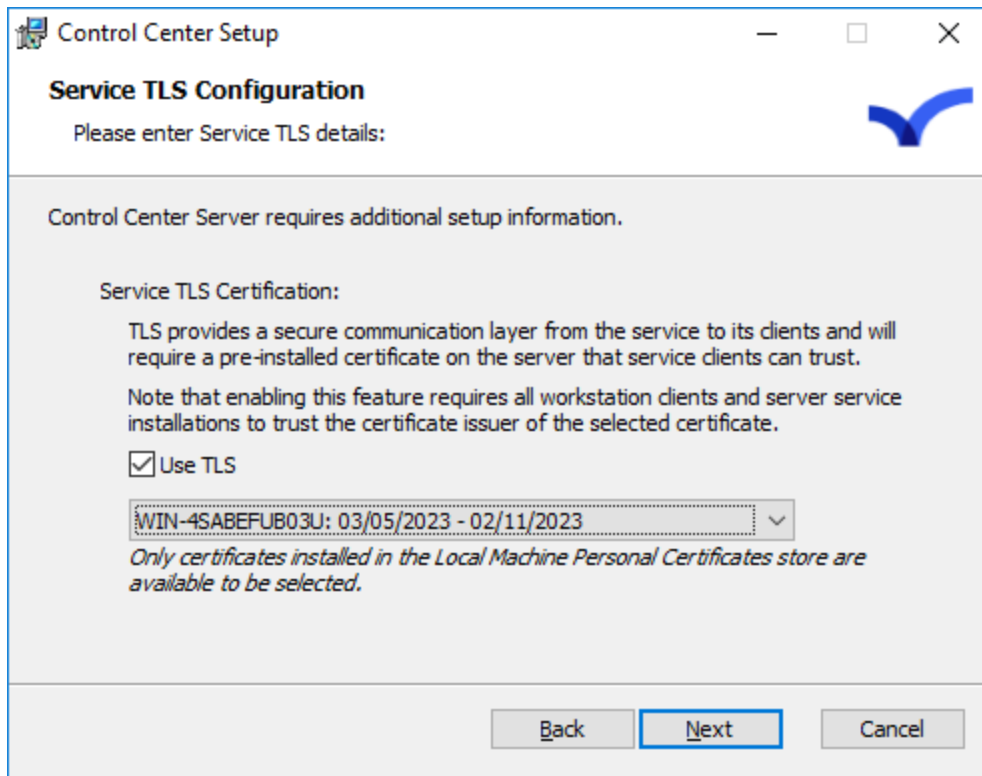 Control Center Setup
Service TLS Configuration
Please enter Service TLS details:
Control Center Server requires additional setup information.
Service TLS Certification:
TLS provides a secure communication layer from the service to its clients and will
require a pre-installed certificate on the server that service clients can trust.
Note that enabling this feature requires all workstation clients and server service
installations to trust the certificate issuer of the selected certificate.
Use TLS
WIN-4SABEFUB03U: 03/05/2023 - 02/11/2023
Only certificates installed in the Local Machine Personal Certificates store are
available to be selected.
Back Next Cancel